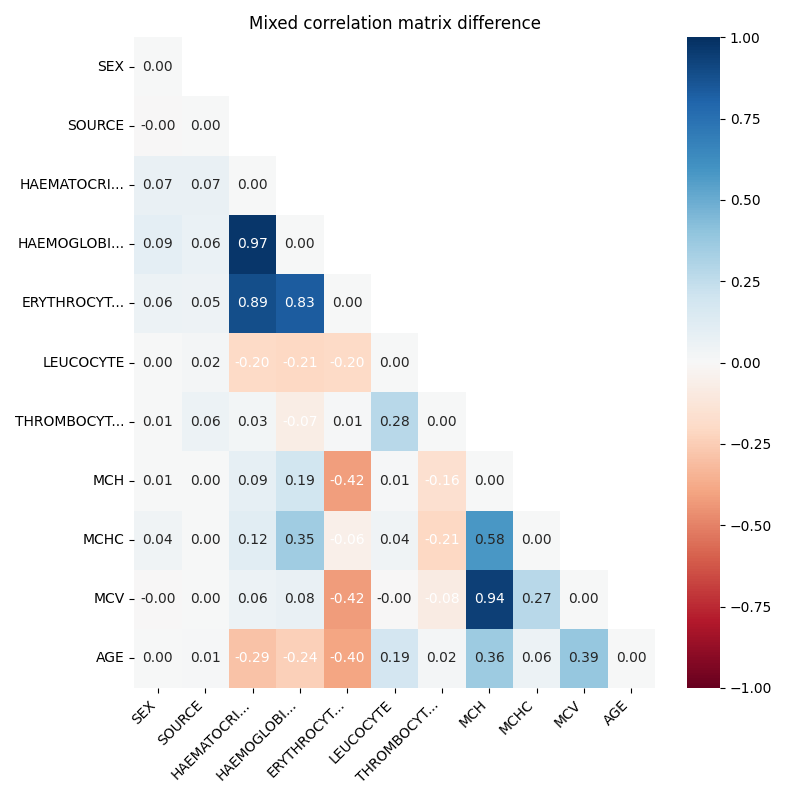 Mixed correlation matrix difference
SEX 0.00
SOURCE -0.00 0.00
HAEMATOCRI... 0.07 0.07 0.00
HAEMOGLOBI... 0.09 0.06 0.97 0.00
ERYTHROCYT... 0.06 0.05 0.89 0.83 0.00
LEUCOCYTE 0.00 0.02 -0.20 -0.21 -0.20 0.00
THROMBOCYT... 0.01 0.06 0.03 -0.07 0.01 0.28 0.00
MCH 0.01 0.00 0.09 0.19 -0.42 0.01 -0.16 0.00
MCHC 0.04 0.00 0.12 0.35 -0.06 0.04 -0.21 0.58 0.00
MCV -0.00 0.00 0.06 0.08 -0.42 -0.00 -0.08 0.94 0.27 0.00
AGE 0.00 0.01 -0.29 -0.24 -0.40 0.19 0.02 0.36 0.06 0.39 0.00
SEX SOURCE HAEMATOCRI... HAEMOGLOBI... ERYTHROCYT... LEUCOCYTE THROMBOCYT... MCH MCHC MCV AGE
1.00
0.75
0.50
0.25
0.00
−0.25
−0.50
−0.75
−1.00